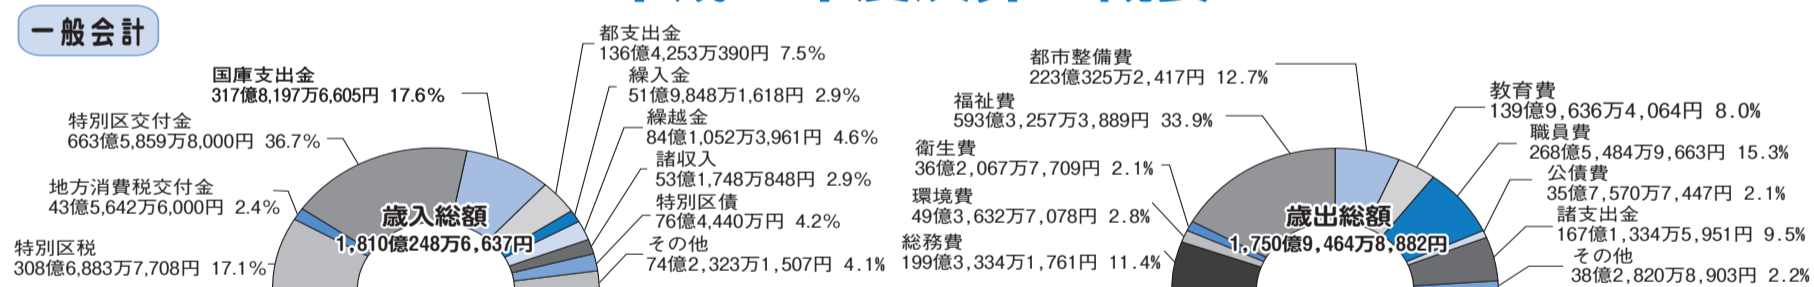 一般会計
都支出金
136億4,253万390円 7.5%
国庫支出金
317億8,197万6,605円 17.6%
繰入金
51億9,848万1,618円 2.9%
特別区交付金
663億5,859万8,000円 36.7%
繰越金
84億1,052万3,961円 4.6%
諸収入
53億1,748万848円 2.9%
地方消費税交付金
43億5,642万6,000円 2.4%
特別区債
76億4,440万円 4.2%
特別区税
308億6,883万7,708円 17.1%
その他
74億2,323万1,507円 4.1%
歳入総額
1,810億248万6,637円
都市整備費
223億325万2,417円 12.7%
教育費
139億9,636万4,064円 8.0%
福祉費
593億3,257万3,889円 33.9%
職員費
268億5,484万9,663円 15.3%
衛生費
36億2,067万7,709円 2.1%
公債費
35億7,570万7,447円 2.1%
環境費
49億3,632万7,078円 2.8%
諸支出金
167億1,334万5,951円 9.5%
総務費
199億3,334万1,761円 11.4%
その他
38億2,820万8,903円 2.2%
歳出総額
1,750億9,464万8,882円